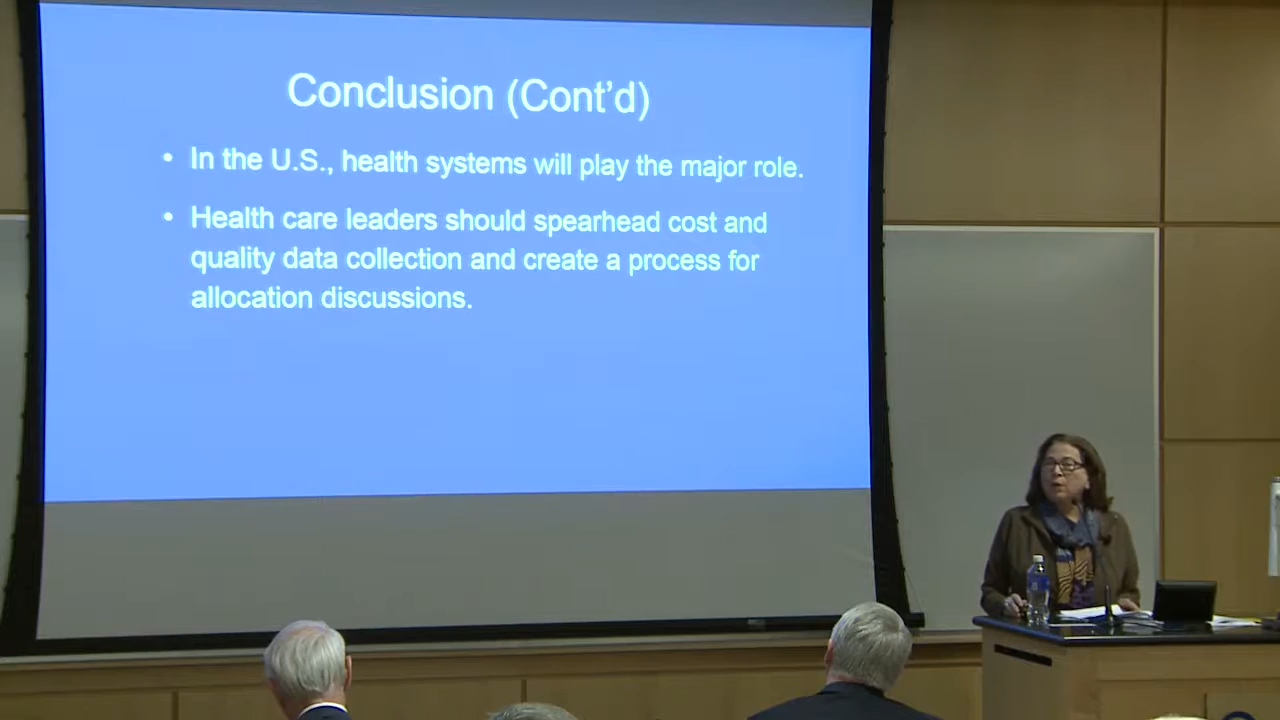 Conclusion (Cont’d)
• In the U.S., health systems will play the major role.
• Health care leaders should spearhead cost and
quality data collection and create a process for
allocation discussions.